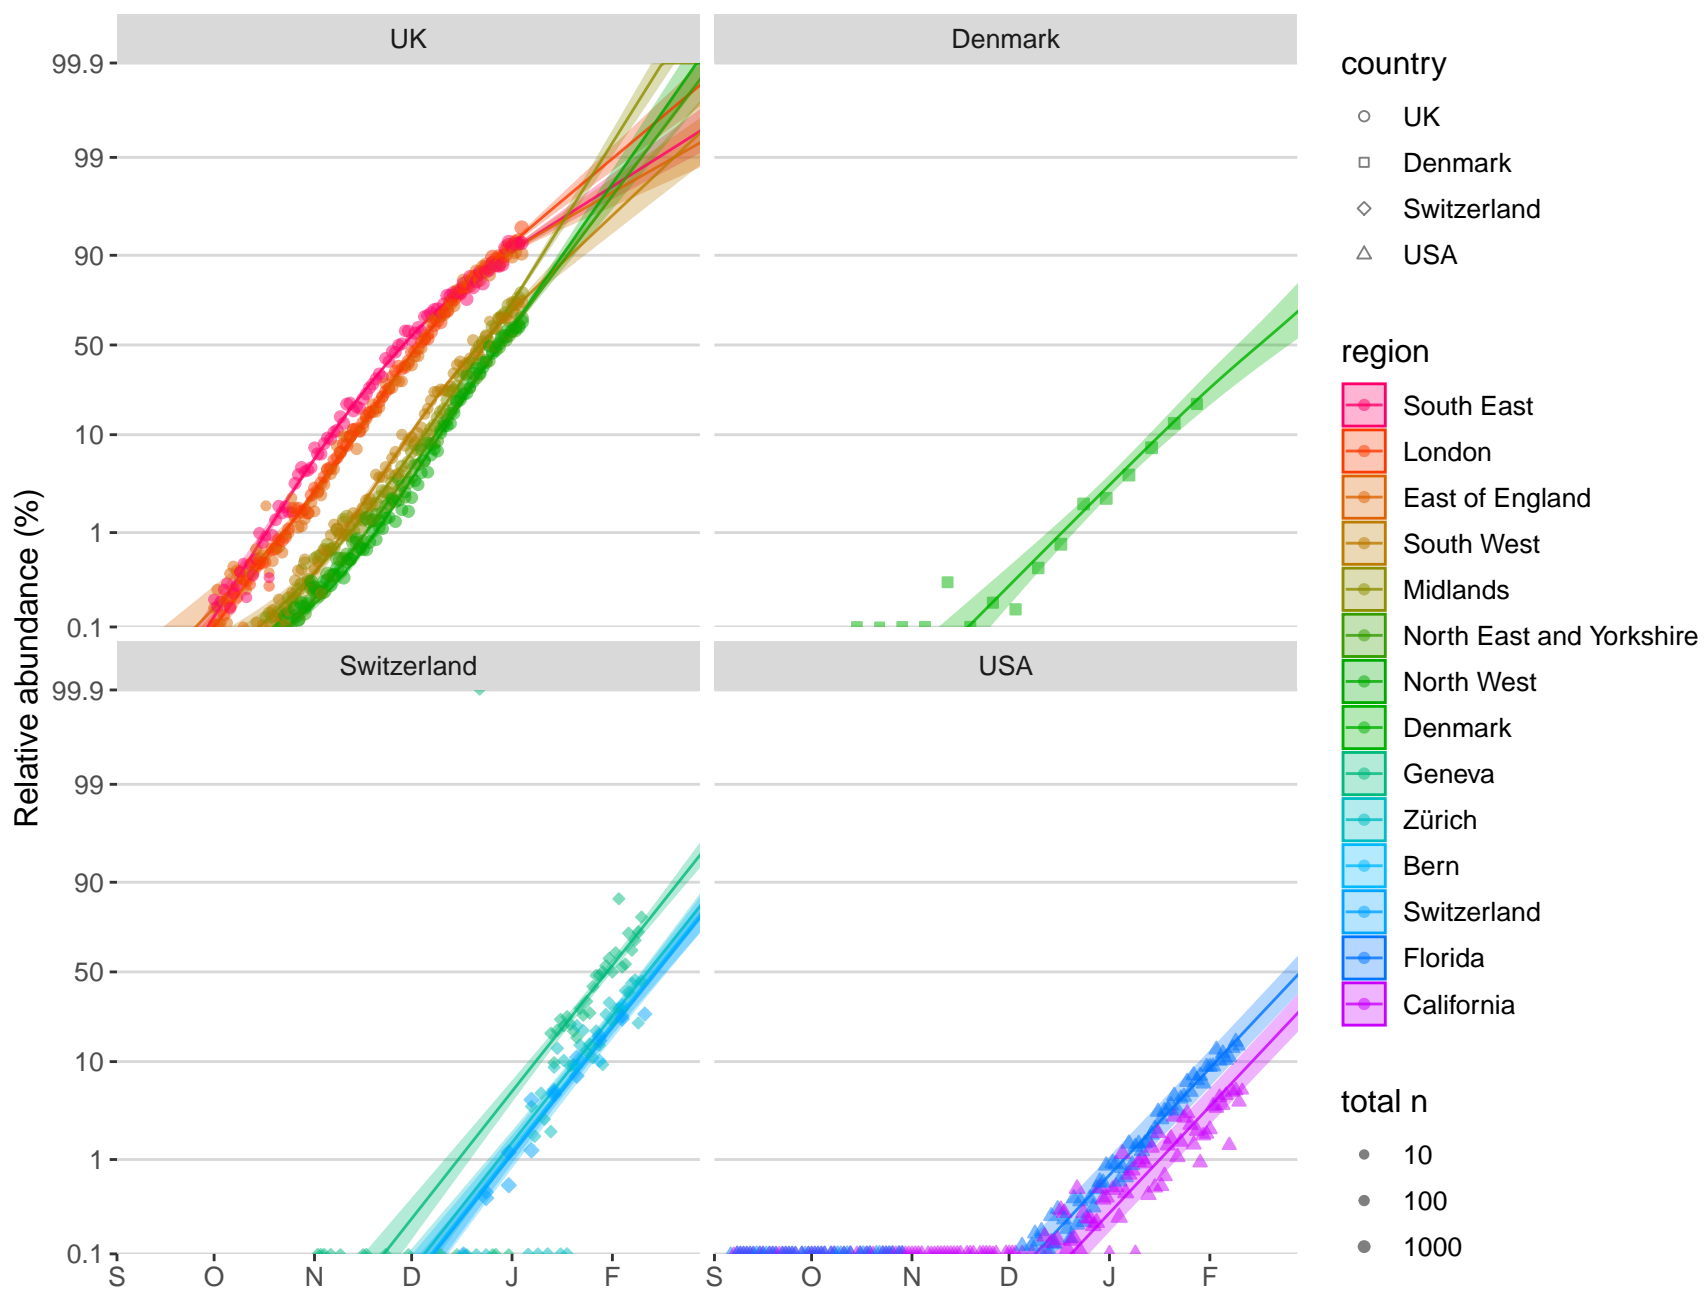 UK
Denmark
99.9
99
90
50
10
1
0.1
Relative abundance (%)
Switzerland
USA
99.9
99
90
50
10
1
0.1
S
O
N
D
J
F
S
O
N
D
J
F
country
UK
Denmark
Switzerland
USA
region
South East
London
East of England
South West
Midlands
North East and Yorkshire
North West
Denmark
Geneva
Zürich
Bern
Switzerland
Florida
California
total n
10
100
1000